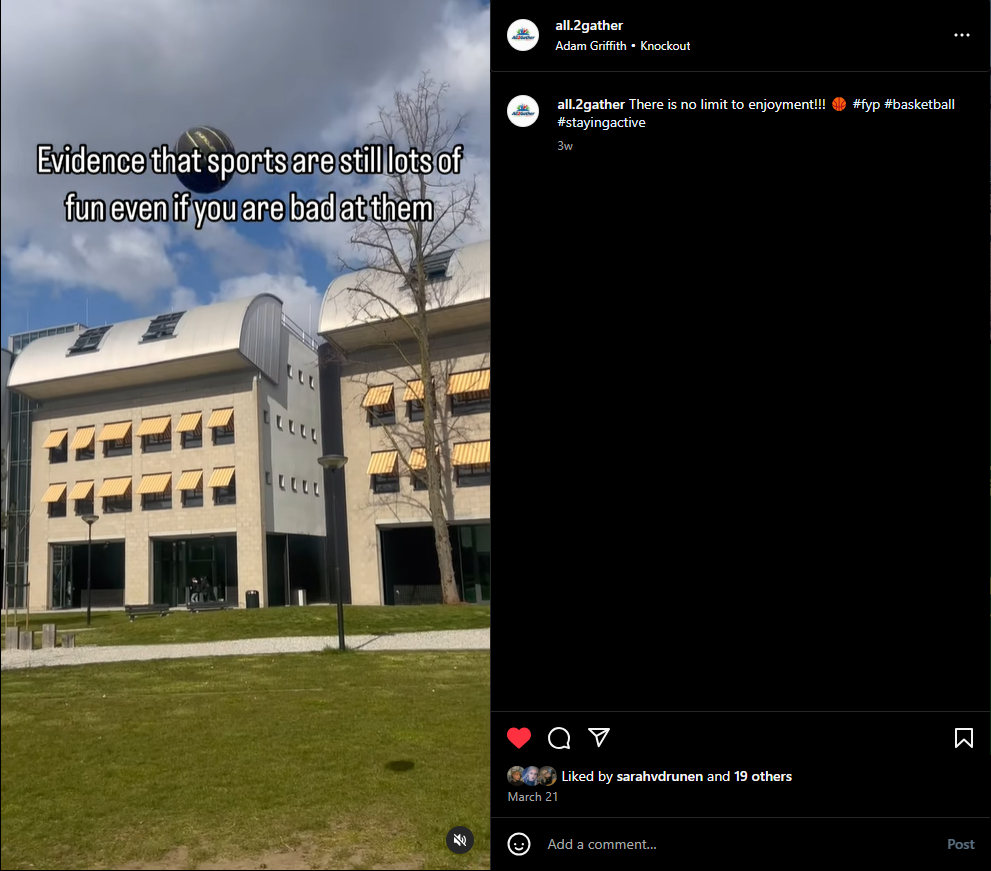 Evidence that sports are still lots of
fun even if you are bad at them
all.2gather
Adam Griffith • Knockout
all.2gather There is no limit to enjoyment!!! 🏀 #fyp #basketball
#stayingactive
3w
Liked by sarahvdrunen and 19 others
March 21
Add a comment...
Post